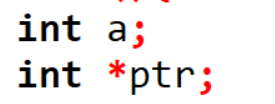 int a;
int *ptr;